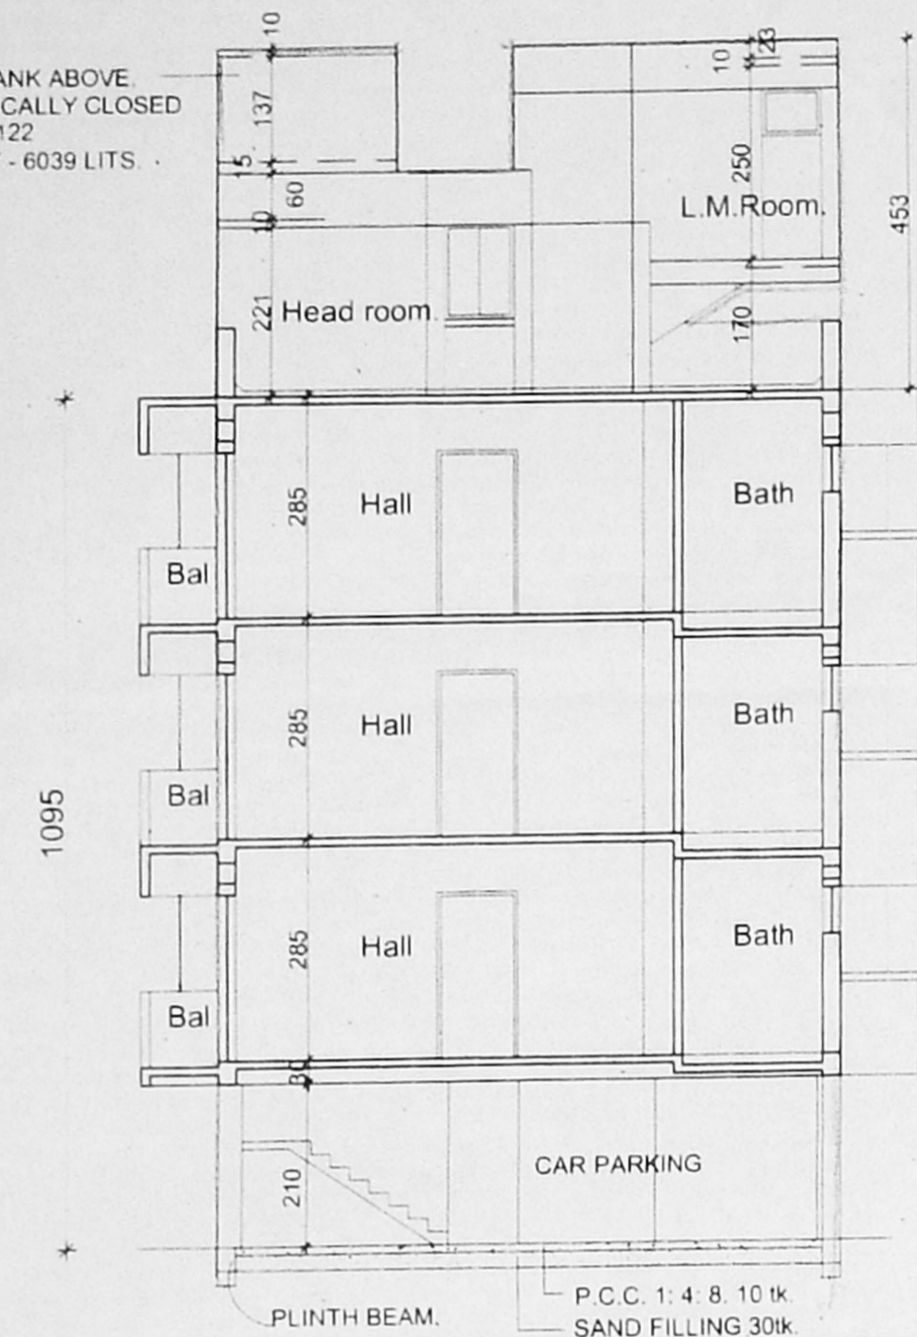 10
ANK ABOVE,
CALLY CLOSED
122
- 6039 LITS.
137
15
60
10
221
Head room
10
23
250
L.M.Room.
170
453
285
Hall
Bath
Bal
285
Hall
Bath
Bal
1095
285
Hall
Bath
Bal
30
210
CAR PARKING
PLINTH BEAM.
P.C.C. 1: 4: 8, 10 tk.
SAND FILLING 30tk.